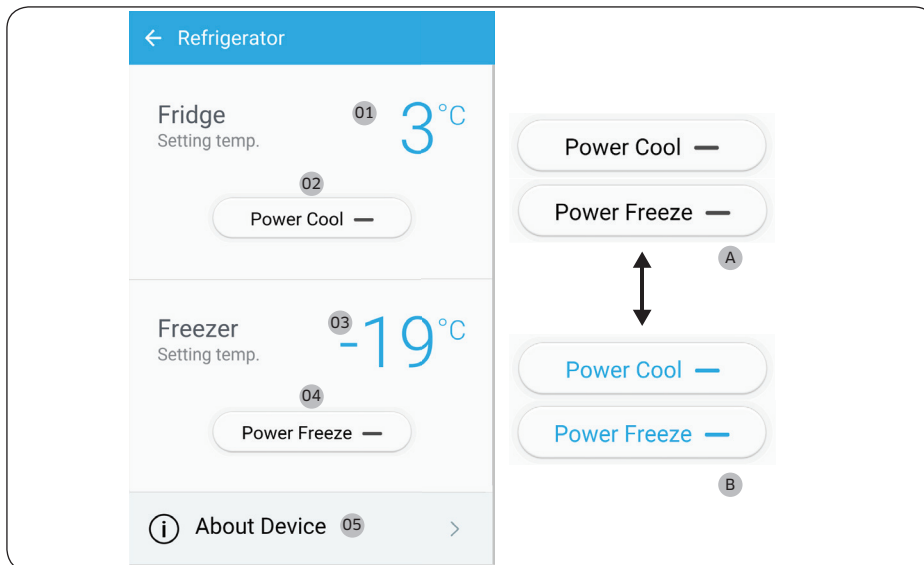 Refrigerator
Fridge 01 3°C
Setting temp.
02
Power Cool
Freezer 03 -19°C
Setting temp.
04
Power Freeze
About Device 05
Power Cool
Power Freeze
A
Power Cool
Power Freeze
B